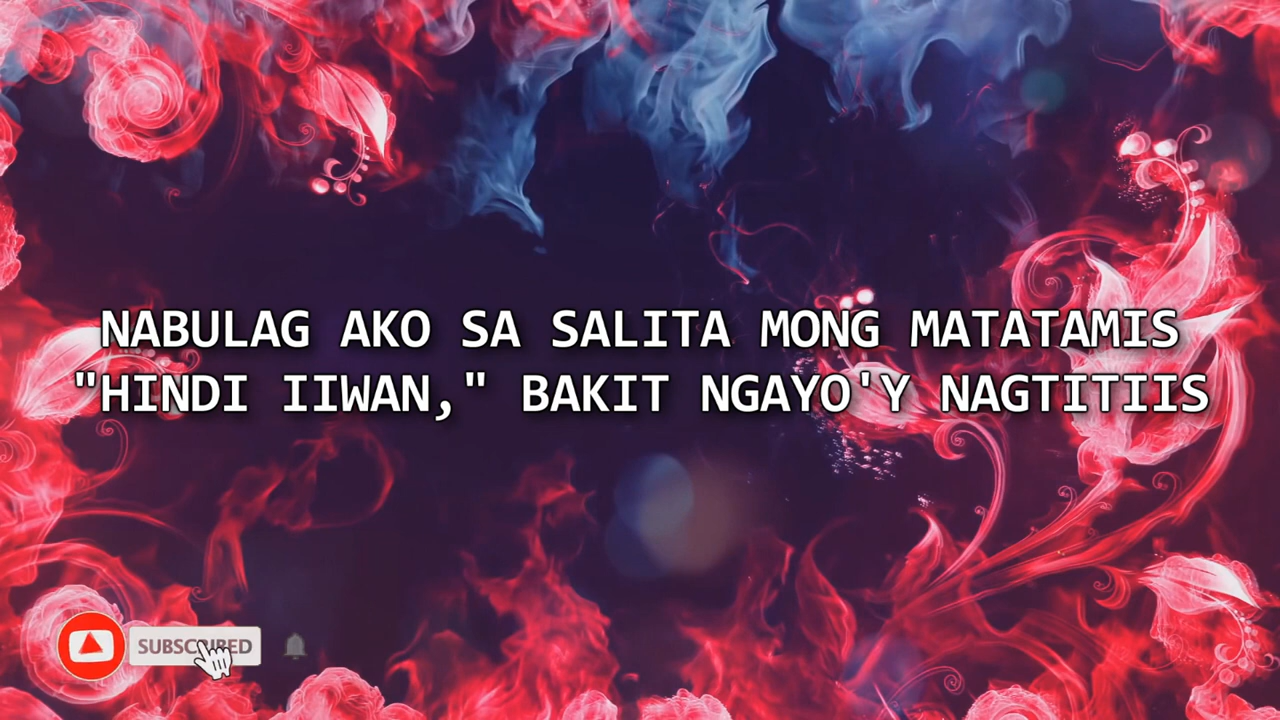 NABULAG AKO SA SALITA MONG MATATAMIS
"HINDI IIWAN," BAKIT NGAYO'Y NAGTITIIS
SUBSCRIBED